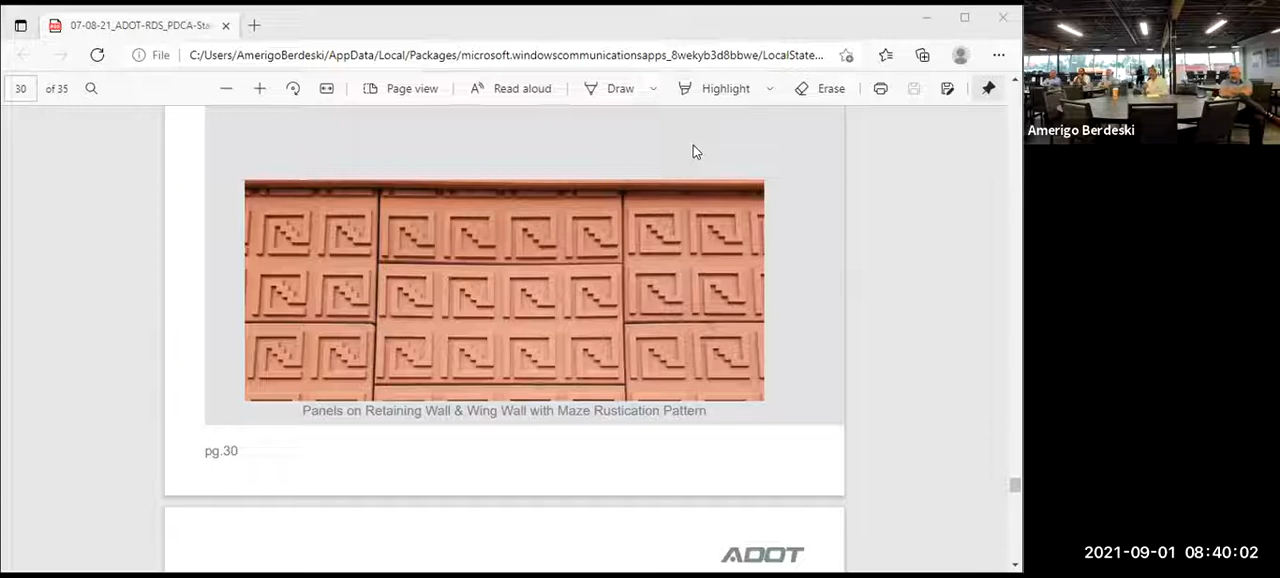 07-08-21_ADOT-RDS_PDCA-Sta
File
C:/Users/AmerigoBerdeski/AppData/Local/Packages/microsoft.windowscommunicationsapps_8wekyb3d8bbwe/LocalState...
30 of 35
Page view
Read aloud
Draw
Highlight
Erase
Amerigo Berdeski
Panels on Retaining Wall & Wing Wall with Maze Rustication Pattern
pg.30
ADOT
2021-09-01 08:40:02